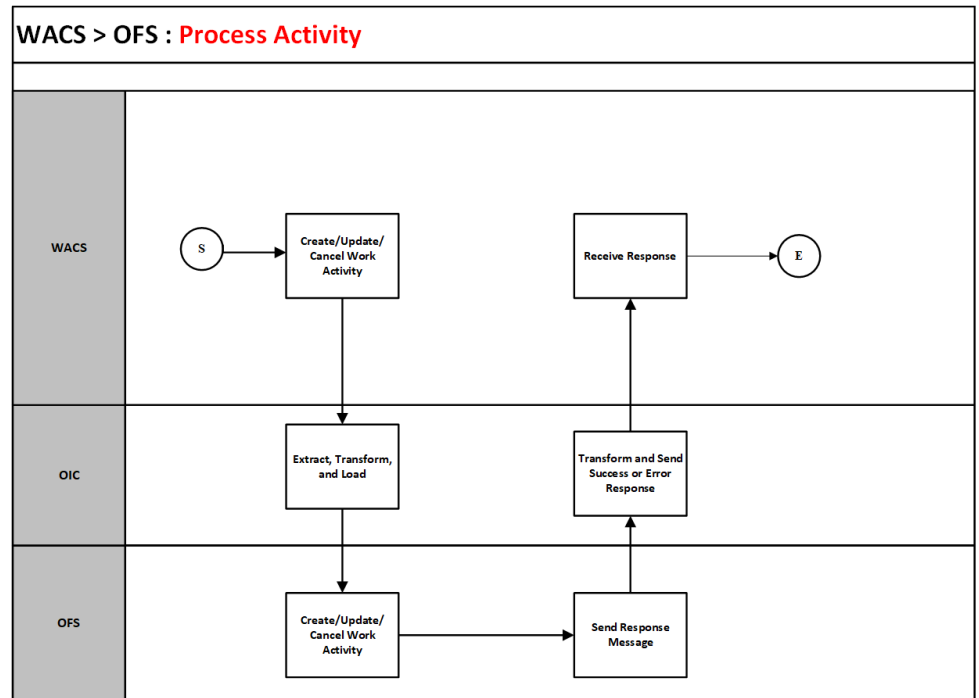 WACS > OFS : Process Activity
WACS
S
Create/Update/
Cancel Work
Activity
Receive Response
E
OIC
Extract, Transform,
and Load
Transform and Send
Success or Error
Response
OFS
Create/Update/
Cancel Work
Activity
Send Response
Message